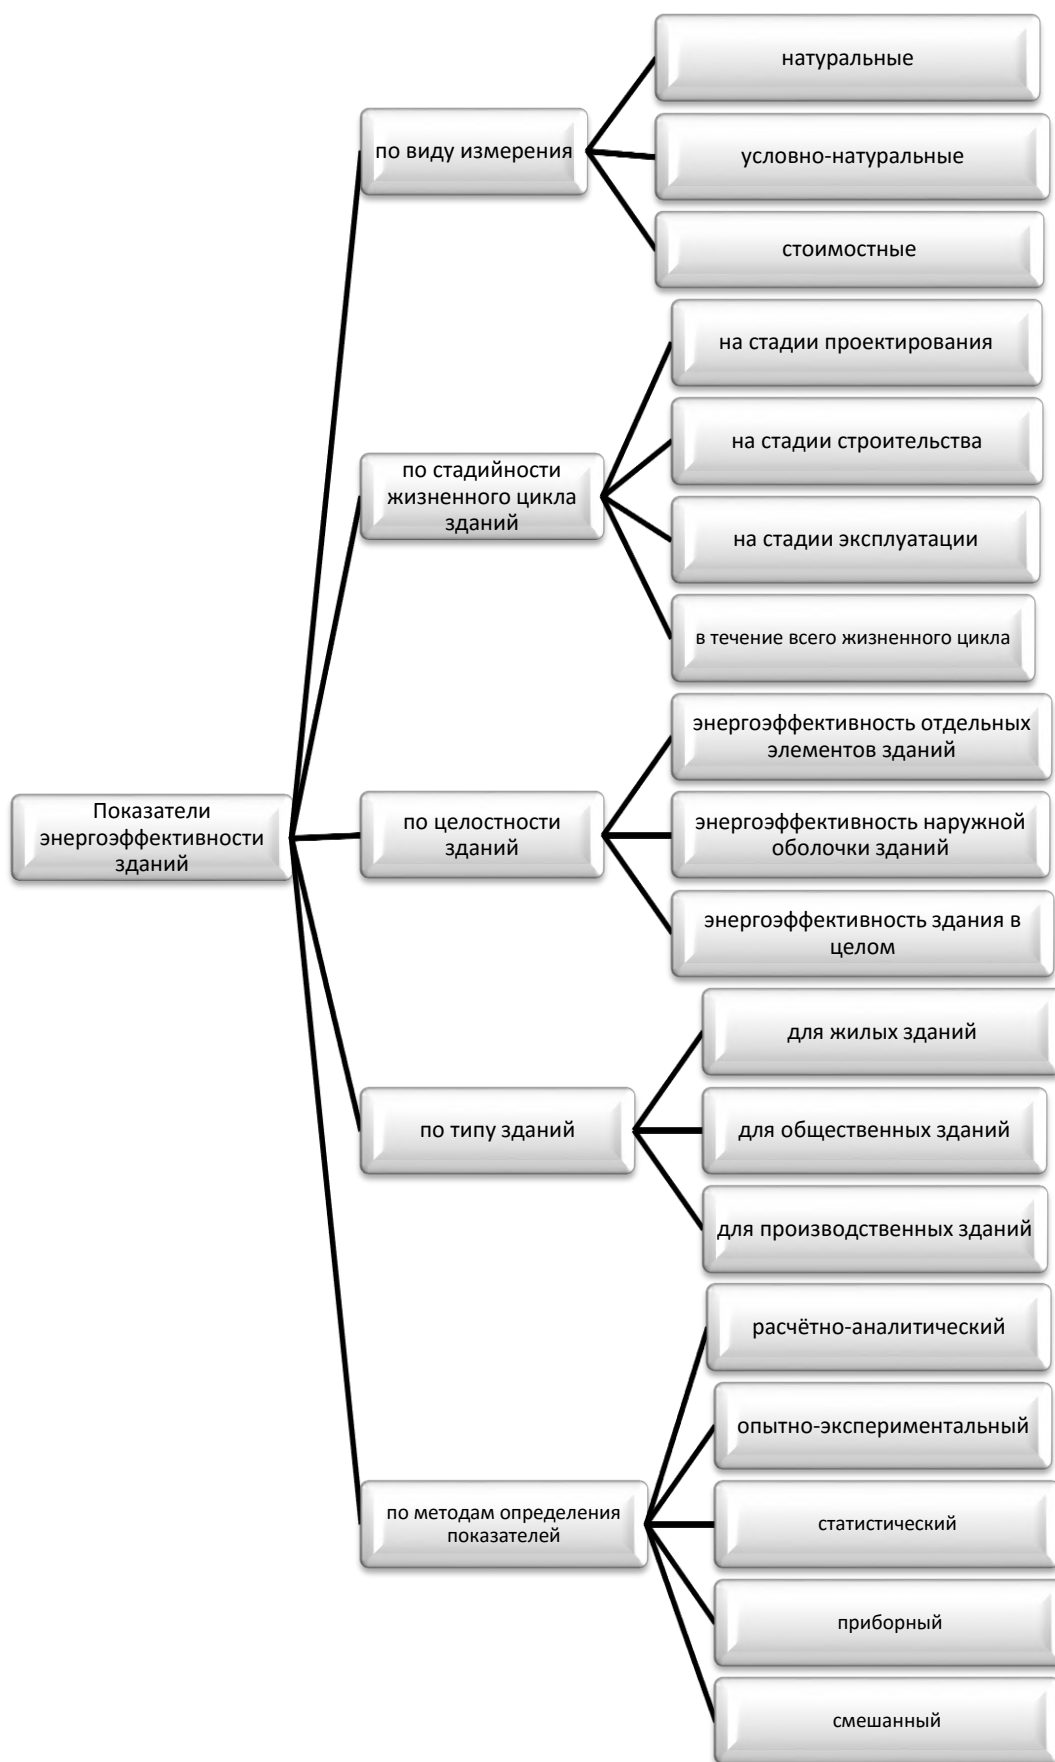 Показатели
энергоэффективности
зданий
по виду измерения
натуральные
условно-натуральные
стоимостные
по стадийности
жизненного цикла
зданий
на стадии проектирования
на стадии строительства
на стадии эксплуатации
в течение всего жизненного цикла
по целостности
зданий
энергоэффективность отдельных
элементов зданий
энергоэффективность наружной
оболочки зданий
энергоэффективность здания в
целом
по типу зданий
для жилых зданий
для общественных зданий
для производственных зданий
по методам определения
показателей
расчётно-аналитический
опытно-экспериментальный
статистический
приборный
смешанный